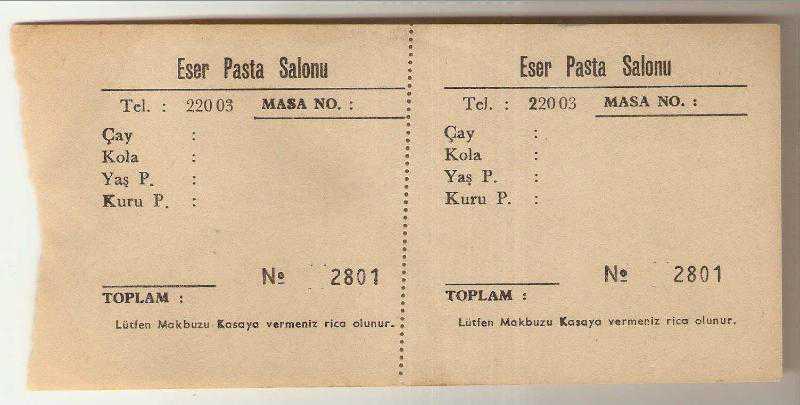 Eser Pasta Salonu
Tel. : 22003 MASA NO. :
Çay :
Kola :
Yaş P. :
Kuru P. :
No 2801
TOPLAM :
Lütfen Makbuzu Kasaya vermeniz rica olunur.
Eser Pasta Salonu
Tel. : 22003 MASA NO. :
Çay :
Kola :
Yaş P. :
Kuru P. :
No 2801
TOPLAM :
Lütfen Makbuzu Kasaya vermeniz rica olunur.